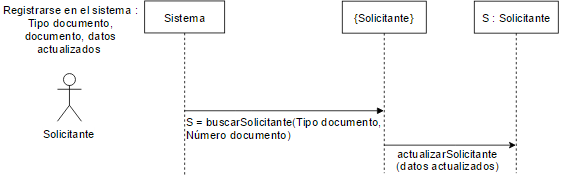 Registrarse en el sistema :
Tipo documento,
documento, datos
actualizados
Sistema
{Solicitante}
S : Solicitante
Solicitante
S = buscarSolicitante(Tipo documento,
Número documento)
actualizarSolicitante
(datos actualizados)